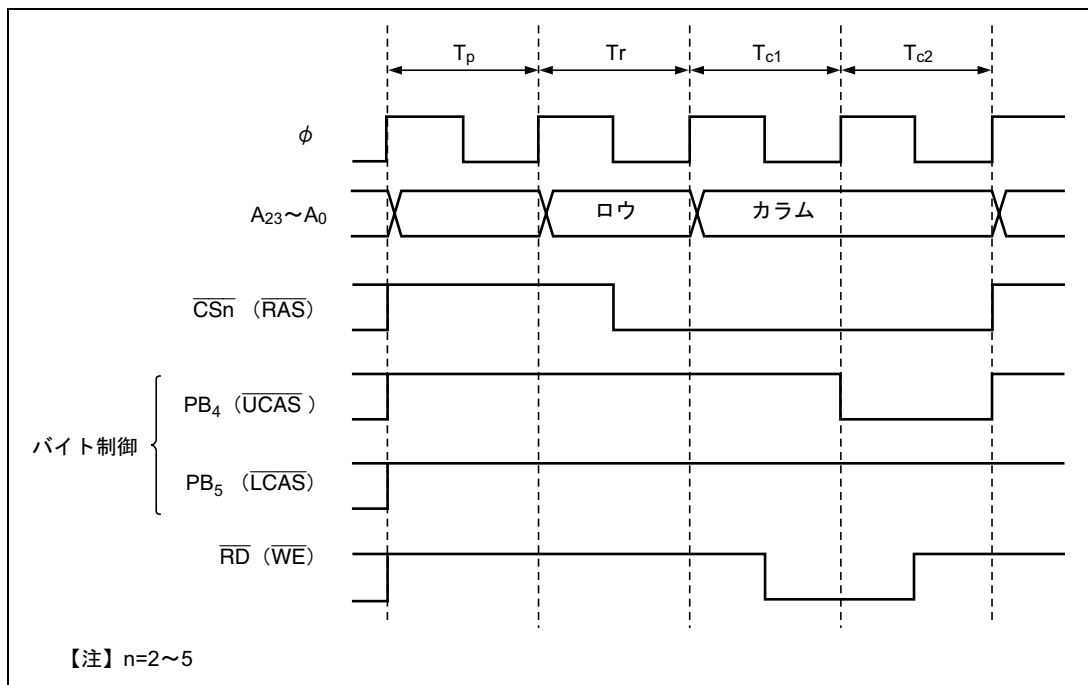 Tp Tr Tc1 Tc2
φ
A23〜A0 ロウ カラム
CSn (RAS)
バイト制御
PB4 (UCAS)
PB5 (LCAS)
RD (WE)
【注】n=2〜5